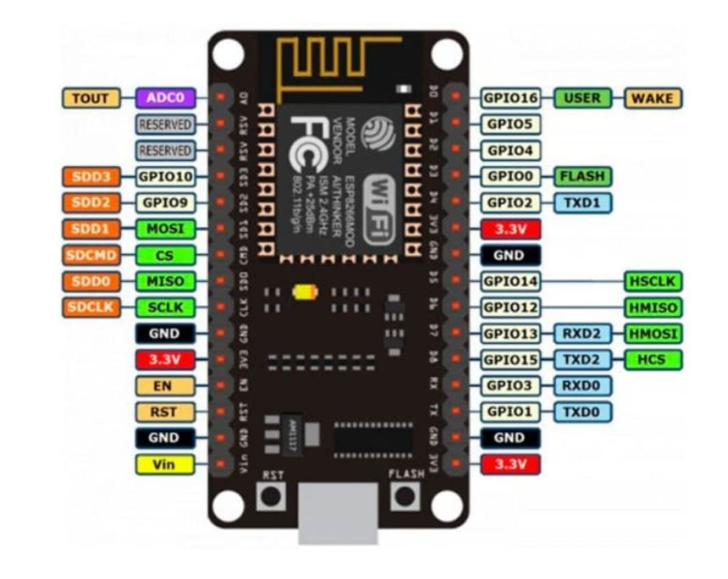 TOUT ADC0 A0 D0 GPIO16 USER WAKE
RESERVED RSV D1 GPIO5
RESERVED RSV D2 GPIO4
SDD3 GPIO10 SD3 D3 GPIO0 FLASH
SDD2 GPIO9 SD2 D4 GPIO2 TXD1
SDD1 MOSI SD1 3V3 3.3V
SDCMD CS CMD GND GND
SDD0 MISO SD0 D5 GPIO14 HSCLK
SDCLK SCLK CLK D6 GPIO12 HMISO
GND GND D7 GPIO13 RXD2 HMOSI
3.3V 3V3 D8 GPIO15 TXD2 HCS
EN EN RX GPIO3 RXD0
RST RST TX GPIO1 TXD0
GND GND GND GND
Vin Vin 3V3 3.3V
MODEL ESP8266MOD
VENDOR AI/THINKER
ISM 2.4GHz
PA +25dBm
802.11b/g/n
FC
Wi Fi
AM1117
RST
FLASH